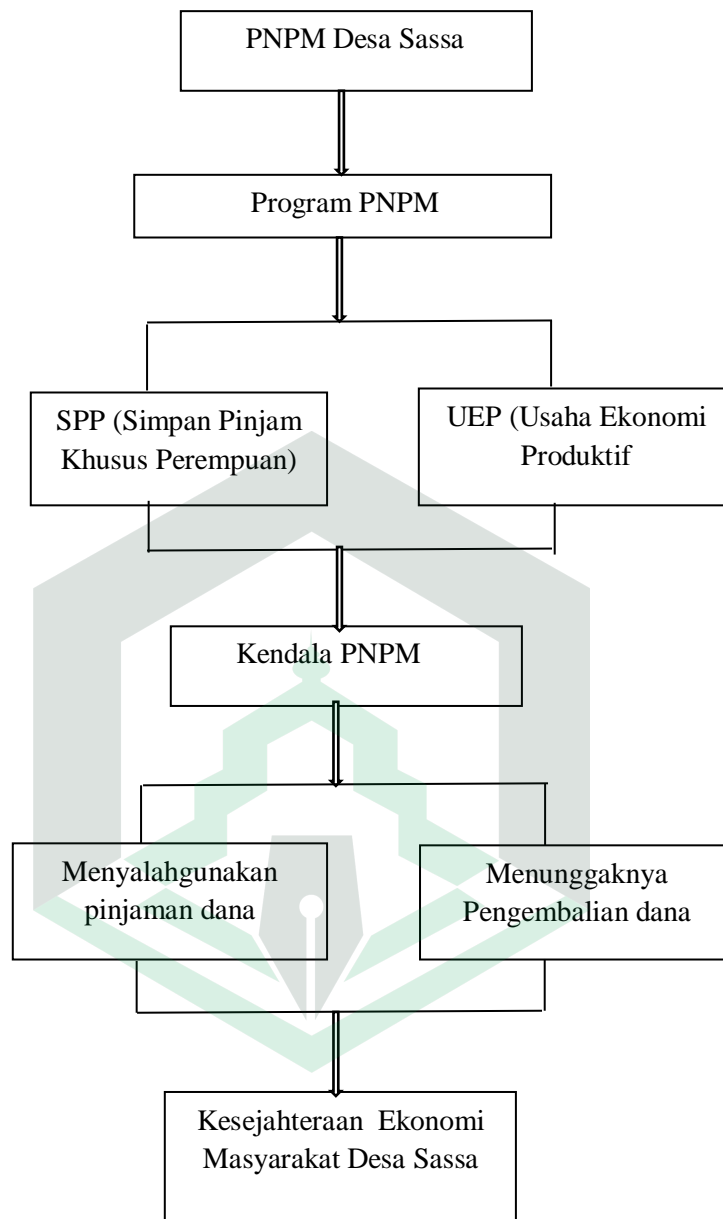 PNPM Desa Sassa
Program PNPM
SPP (Simpan Pinjam
Khusus Perempuan)
UEP (Usaha Ekonomi
Produktif
Kendala PNPM
Menyalahgunakan
pinjaman dana
Menunggaknya
Pengembalian dana
Kesejahteraan Ekonomi
Masyarakat Desa Sassa